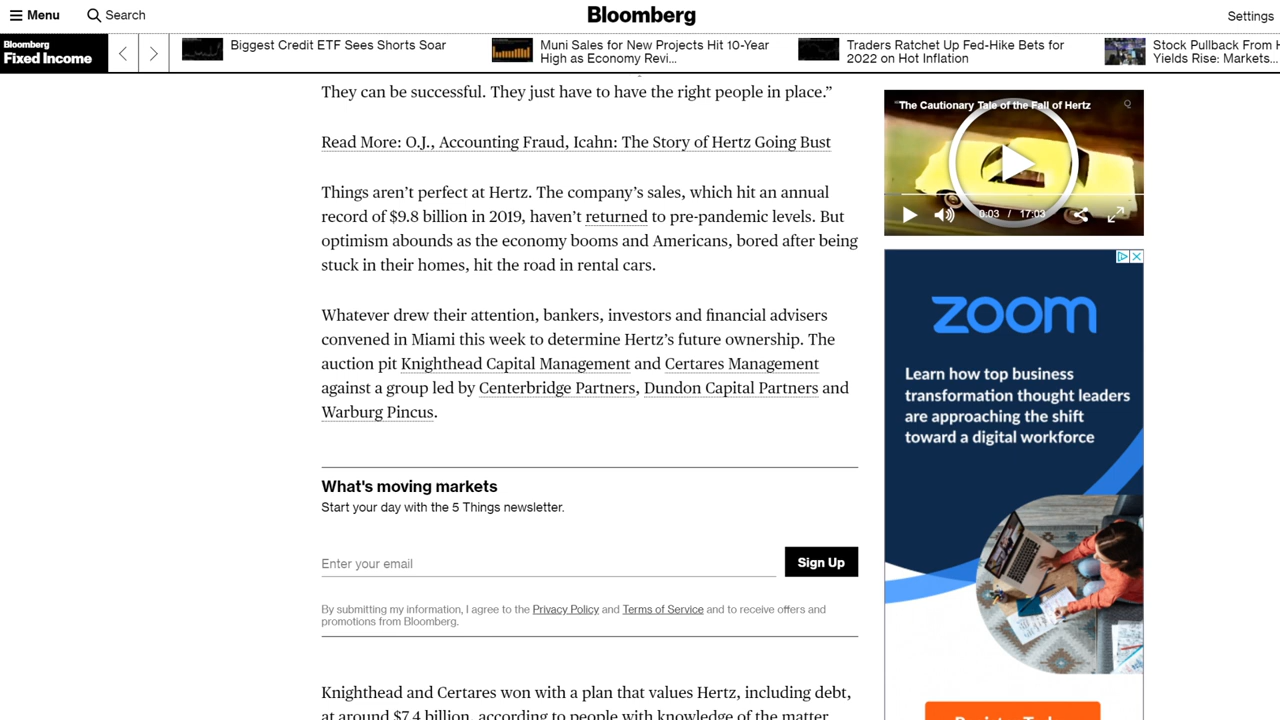 Menu
Search
Bloomberg
Settings
Bloomberg
Fixed Income
Biggest Credit ETF Sees Shorts Soar
Muni Sales for New Projects Hit 10-Year
High as Economy Revi...
Traders Ratchet Up Fed-Hike Bets for
2022 on Hot Inflation
Stock Pullback From H
Yields Rise: Markets...
They can be successful. They just have to have the right people in place.”
Read More: O.J., Accounting Fraud, Icahn: The Story of Hertz Going Bust
Things aren’t perfect at Hertz. The company’s sales, which hit an annual
record of $9.8 billion in 2019, haven’t returned to pre-pandemic levels. But
optimism abounds as the economy booms and Americans, bored after being
stuck in their homes, hit the road in rental cars.
Whatever drew their attention, bankers, investors and financial advisers
convened in Miami this week to determine Hertz’s future ownership. The
auction pit Knighthead Capital Management and Certares Management
against a group led by Centerbridge Partners, Dundon Capital Partners and
Warburg Pincus.
What's moving markets
Start your day with the 5 Things newsletter.
Enter your email
Sign Up
By submitting my information, I agree to the Privacy Policy and Terms of Service and to receive offers and
promotions from Bloomberg.
Knighthead and Certares won with a plan that values Hertz, including debt,
at around $7.4 billion, according to people with knowledge of the matter
The Cautionary Tale of the Fall of Hertz
0:03 / 17:03
zoom
Learn how top business
transformation thought leaders
are approaching the shift
toward a digital workforce